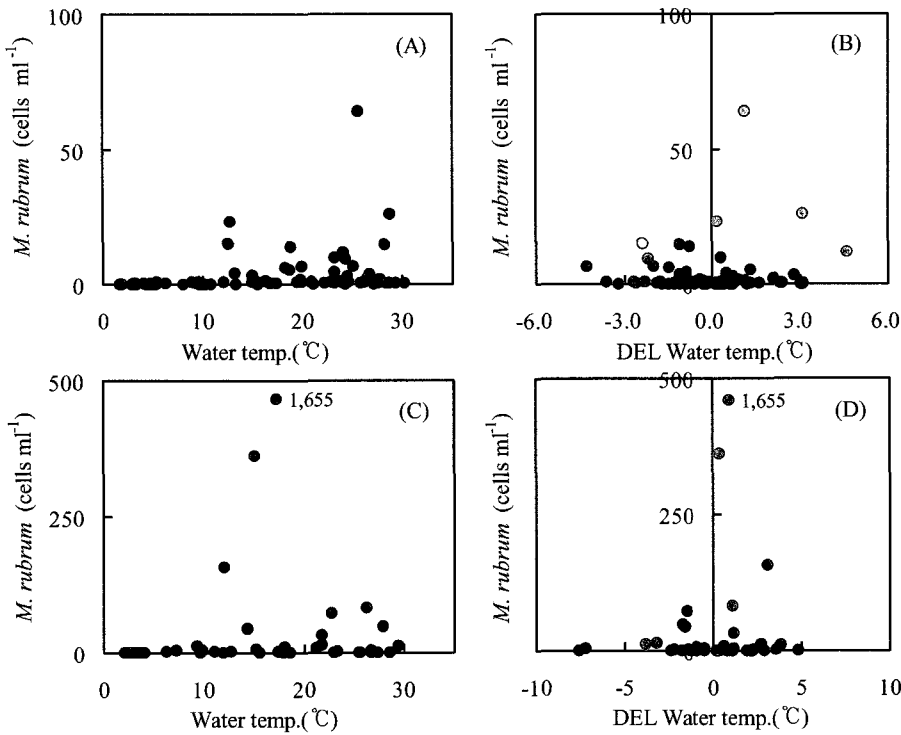 100
50
0
M. rubrum (cells ml⁻¹)
(A)
0
10
20
30
Water temp.(℃)
100
50
0
M. rubrum (cells ml⁻¹)
(B)
-6.0
-3.0
0.0
3.0
6.0
DEL Water temp.(℃)
500
250
0
M. rubrum (cells ml⁻¹)
1,655
(C)
0
10
20
30
Water temp.(℃)
500
250
0
M. rubrum (cells ml⁻¹)
1,655
(D)
-10
-5
0
5
10
DEL Water temp.(℃)